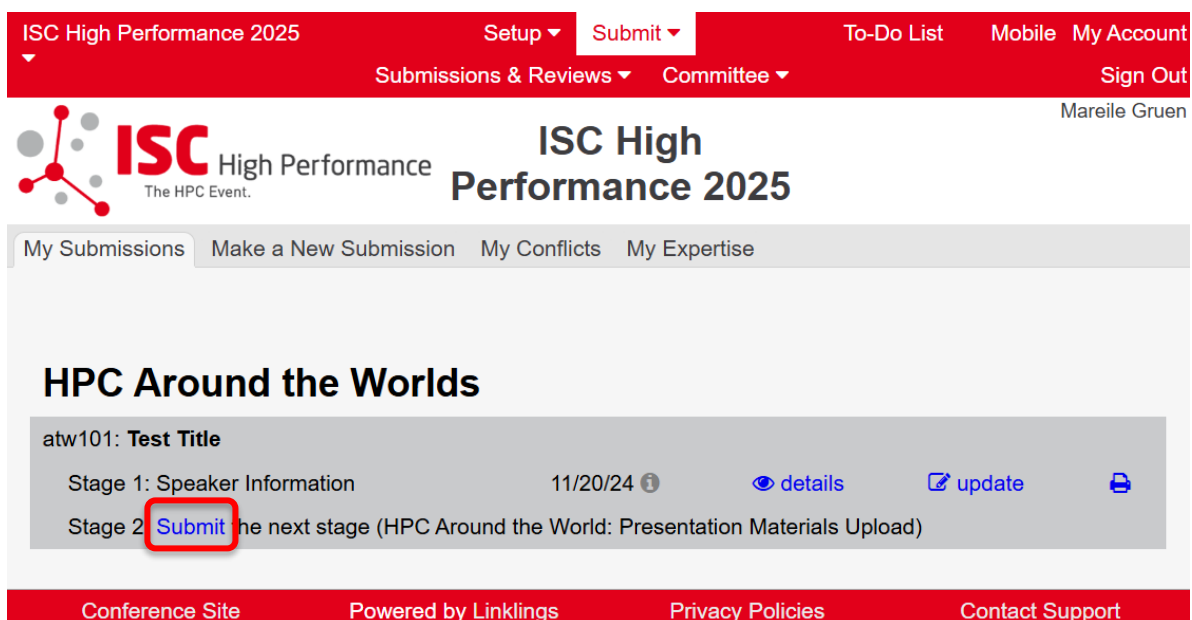 ISC High Performance 2025 Setup Submit To-Do List Mobile My Account
Submissions & Reviews Committee Sign Out
Mareile Gruen
ISC High Performance
The HPC Event.
ISC High
Performance 2025
My Submissions Make a New Submission My Conflicts My Expertise
HPC Around the Worlds
atw101: Test Title
Stage 1: Speaker Information 11/20/24 details update
Stage 2 Submit the next stage (HPC Around the World: Presentation Materials Upload)
Conference Site Powered by Linklings Privacy Policies Contact Support